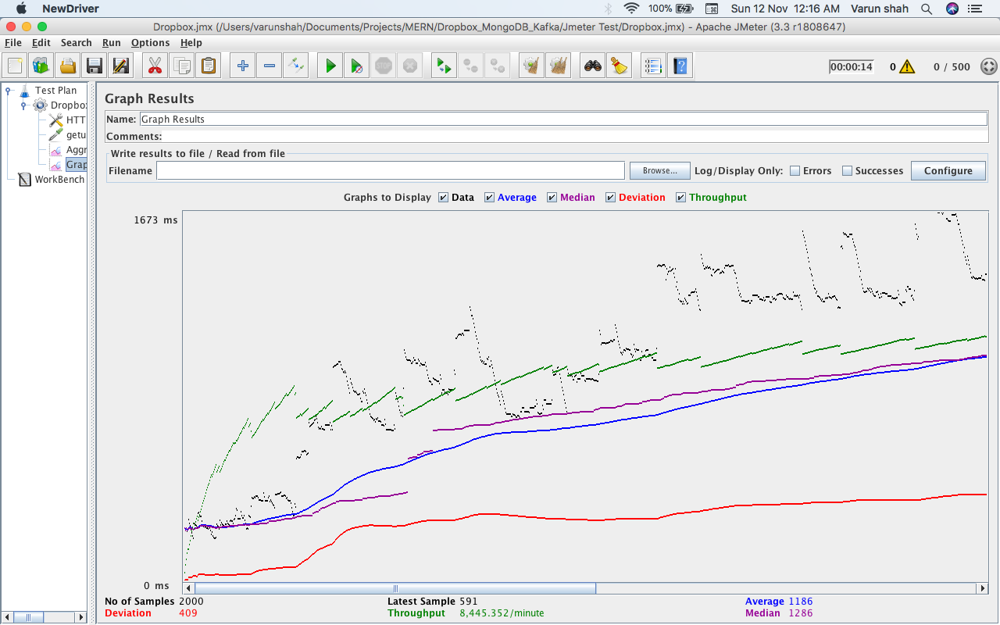 NewDriver 100% Sun 12 Nov 12:16 AM Varun shah
Dropbox.jmx (/Users/varunshah/Documents/Projects/MERN/Dropbox_MongoDB_Kafka/Jmeter Test/Dropbox.jmx) - Apache JMeter (3.3 r1808647)
File Edit Search Run Options Help
STOP 00:00:14 0 0 / 500
Test Plan
Dropbo
HTT
getu
Aggr
Grap
WorkBench
Graph Results
Name: Graph Results
Comments:
Write results to file / Read from file
Filename Browse... Log/Display Only: Errors Successes Configure
Graphs to Display Data Average Median Deviation Throughput
1673 ms
0 ms
No of Samples 2000 Latest Sample 591 Average 1186
Deviation 409 Throughput 8,445.352/minute Median 1286